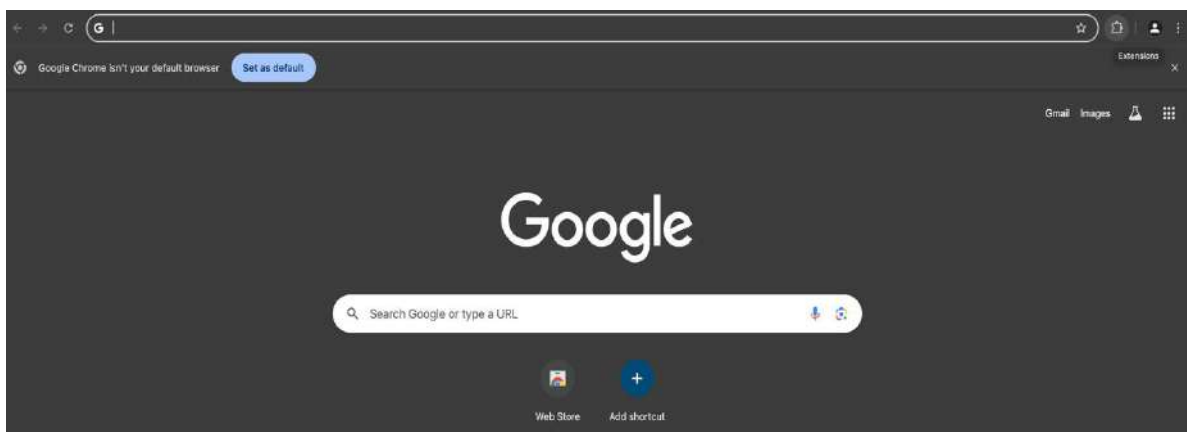 G
Extensions
Google Chrome isn't your default browser Set as default
Gmail Images
Google
Search Google or type a URL
Web Store Add shortcut